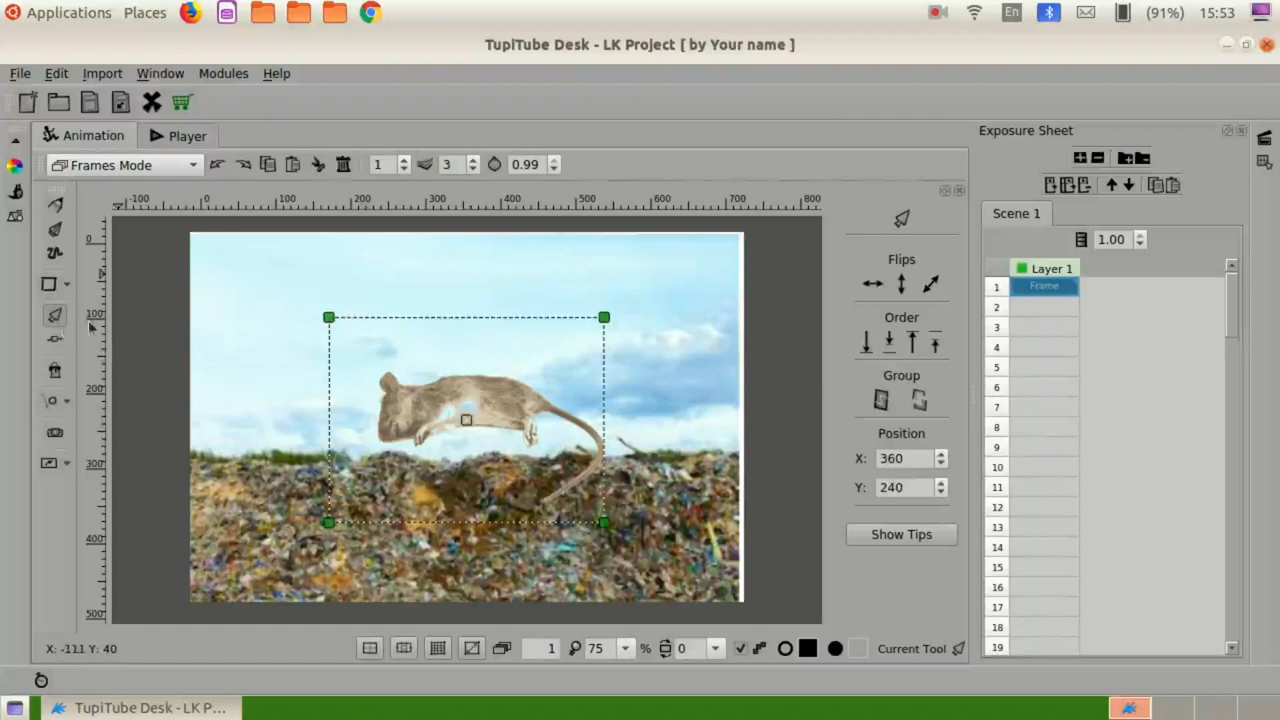 Applications Places En (91%) 15:53
TupiTube Desk - LK Project [ by Your name ]
File Edit Import Window Modules Help
Animation Player
Exposure Sheet
Frames Mode 1 3 0.99
-100 0 100 200 300 400 500 600 700 800
0
100
200
300
400
500
Flips
Order
Group
Position
X: 360
Y: 240
Show Tips
Scene 1
1.00
Layer 1
1 Frame
2
3
4
5
6
7
8
9
10
11
12
13
14
15
16
17
18
19
X: -111 Y: 40 1 75 % 0 Current Tool
TupiTube Desk - LK P...